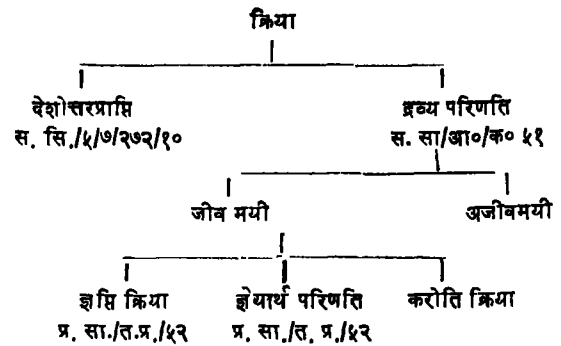 क्रिया
देशोत्तरप्राप्ति द्रव्य परिणति
स. सि./५/७/२७२/१० स. सा/आ०/क० ५१
जीव मयी अजीवमयी
ज्ञप्ति क्रिया ज्ञेयार्थ परिणति करोति क्रिया
प्र. सा./त.प्र./५२ प्र. सा./त. प्र./५२